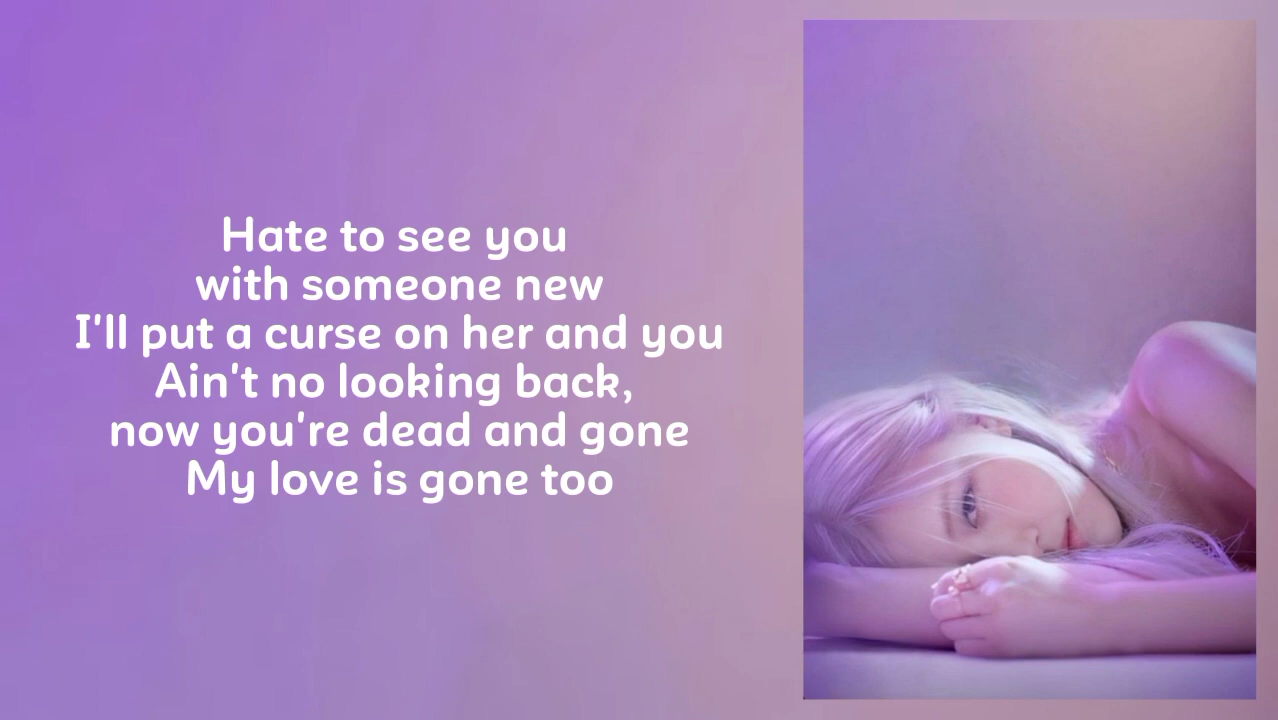 Hate to see you
with someone new
I'll put a curse on her and you
Ain't no looking back,
now you're dead and gone
My love is gone too